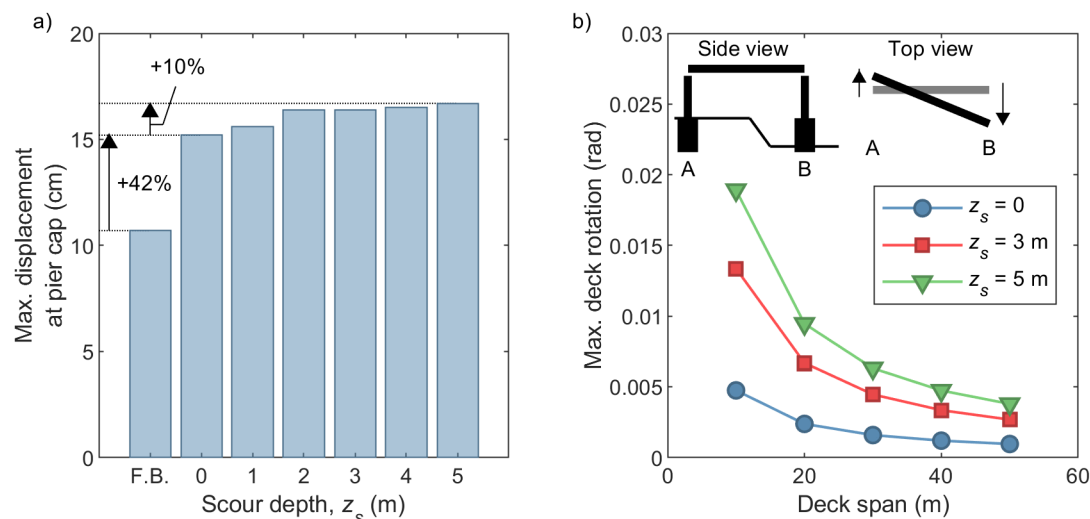 a)
20
15
10
5
0
+10%
+42%
F.B. 0 1 2 3 4 5
Max. displacement
at pier cap (cm)
Scour depth, z_s (m)
b)
0.03
0.025
0.02
0.015
0.01
0.005
0
Side view
Top view
A B
A B
z_s = 0
z_s = 3 m
z_s = 5 m
0 20 40 60
Max. deck rotation (rad)
Deck span (m)